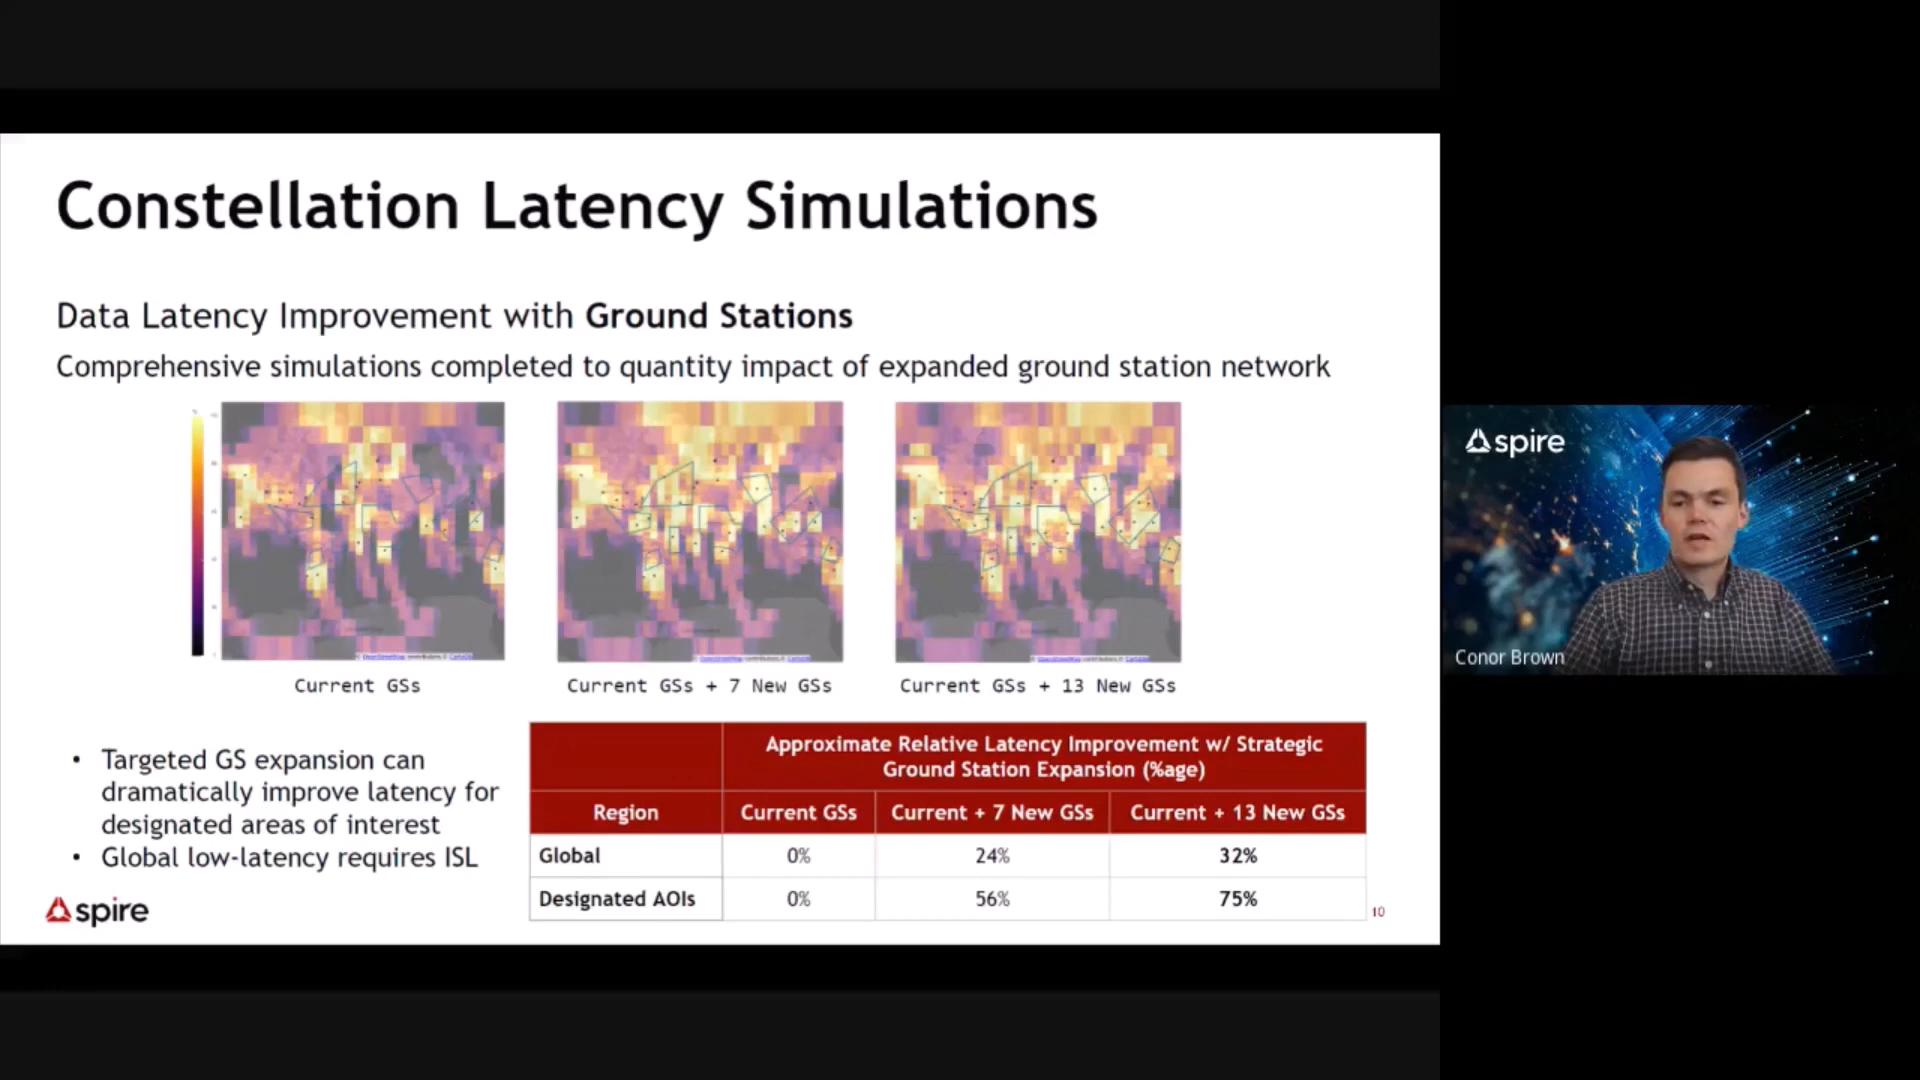 Constellation Latency Simulations
Data Latency Improvement with Ground Stations
Comprehensive simulations completed to quantity impact of expanded ground station network
Current GSs
Current GSs + 7 New GSs
Current GSs + 13 New GSs
• Targeted GS expansion can
dramatically improve latency for
designated areas of interest
• Global low-latency requires ISL
Approximate Relative Latency Improvement w/ Strategic
Ground Station Expansion (%age)
Region Current GSs Current + 7 New GSs Current + 13 New GSs
Global 0% 24% 32%
Designated AOIs 0% 56% 75%
spire
10
spire
Conor Brown